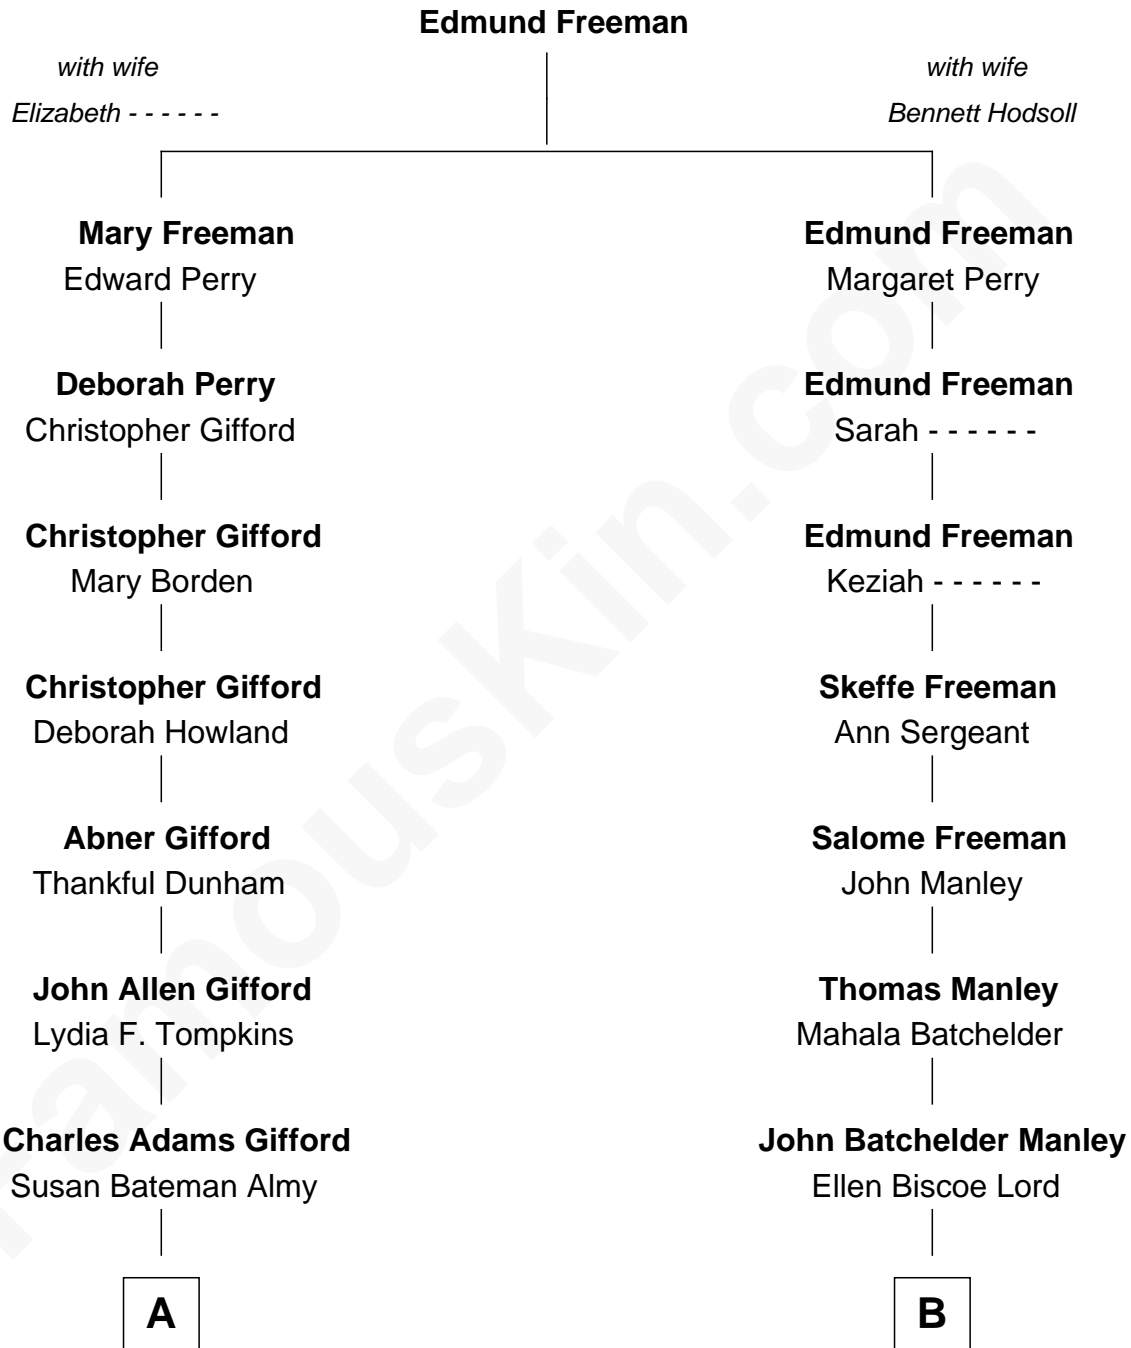 Edmund Freeman
with wife
Elizabeth - - - - - -
with wife
Bennett Hodsoll
Mary Freeman
Edward Perry
Edmund Freeman
Margaret Perry
Deborah Perry
Christopher Gifford
Edmund Freeman
Sarah - - - - - -
Christopher Gifford
Mary Borden
Edmund Freeman
Keziah - - - - - -
Christopher Gifford
Deborah Howland
Skeffe Freeman
Ann Sergeant
Abner Gifford
Thankful Dunham
Salome Freeman
John Manley
John Allen Gifford
Lydia F. Tompkins
Thomas Manley
Mahala Batchelder
Charles Adams Gifford
Susan Bateman Almy
John Batchelder Manley
Ellen Biscoe Lord
A
B
FamousKin.com